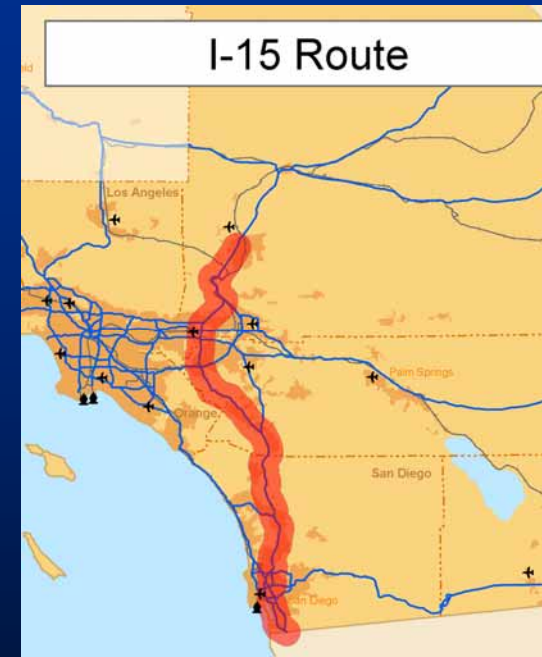 I-15 Route
Los Angeles
Palm Springs
Orange
San Diego
San Diego